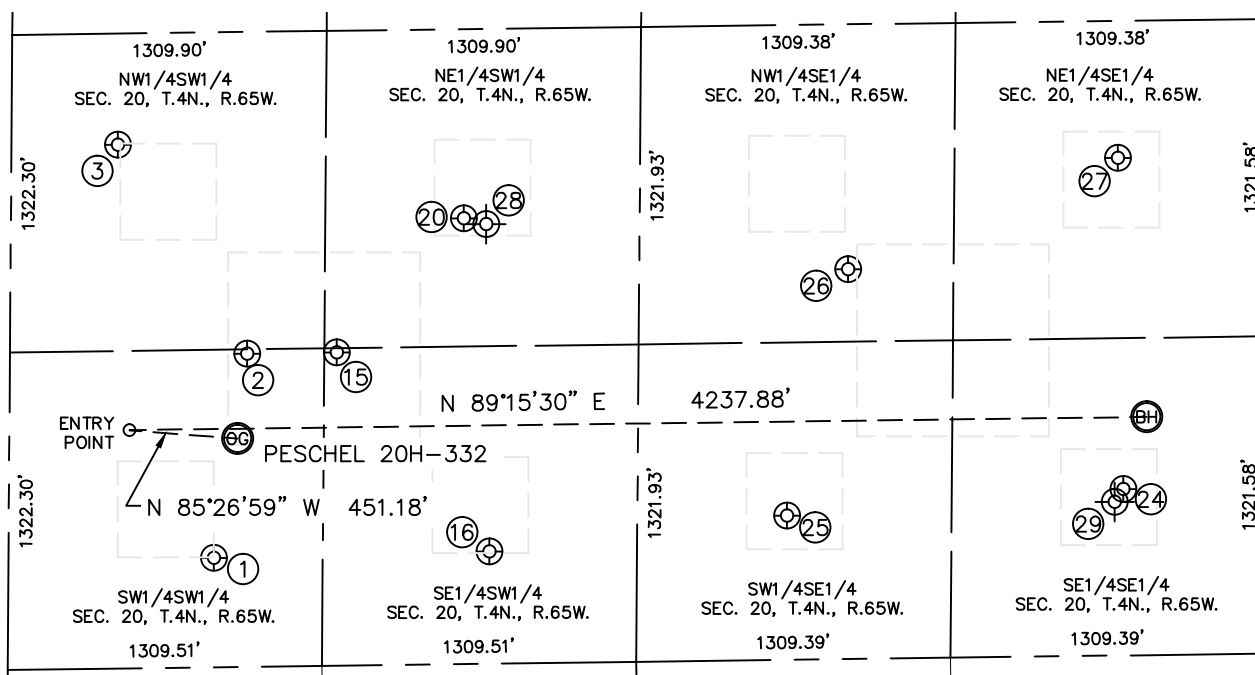 1309.90' 1309.90' 1309.38' 1309.38'
NW1/4SW1/4
SEC. 20, T.4N., R.65W.
NE1/4SW1/4
SEC. 20, T.4N., R.65W.
NW1/4SE1/4
SEC. 20, T.4N., R.65W.
NE1/4SE1/4
SEC. 20, T.4N., R.65W.
1322.30'
3
20
28
1321.93'
26
27
1321.58'
2
15
N 89°15'30" E 4237.88'
ENTRY
POINT
OG
BH
PESCHEL 20H-332
N 85°26'59" W 451.18'
1322.30'
1
16
1321.93'
25
29
24
1321.58'
SW1/4SW1/4
SEC. 20, T.4N., R.65W.
SE1/4SW1/4
SEC. 20, T.4N., R.65W.
SW1/4SE1/4
SEC. 20, T.4N., R.65W.
SE1/4SE1/4
SEC. 20, T.4N., R.65W.
1309.51' 1309.51' 1309.39' 1309.39'